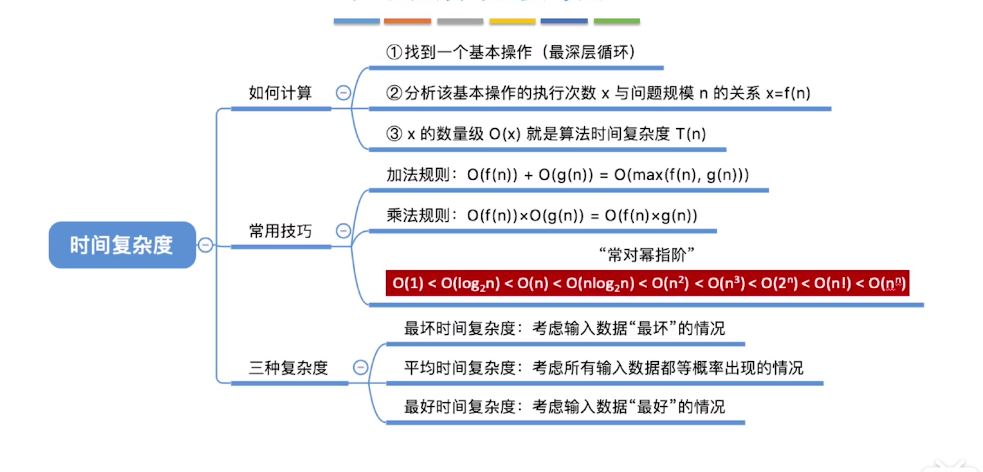 如何计算
①找到一个基本操作（最深层循环）
②分析该基本操作的执行次数 x 与问题规模 n 的关系 x=f(n)
③ x 的数量级 O(x) 就是算法时间复杂度 T(n)
时间复杂度
常用技巧
加法规则：O(f(n)) + O(g(n)) = O(max(f(n), g(n)))
乘法规则：O(f(n))×O(g(n)) = O(f(n)×g(n))
“常对幂指阶”
O(1) < O(log₂n) < O(n) < O(nlog₂n) < O(n²) < O(n³) < O(2ⁿ) < O(n!) < O(nⁿ)
三种复杂度
最坏时间复杂度：考虑输入数据“最坏”的情况
平均时间复杂度：考虑所有输入数据都等概率出现的情况
最好时间复杂度：考虑输入数据“最好”的情况